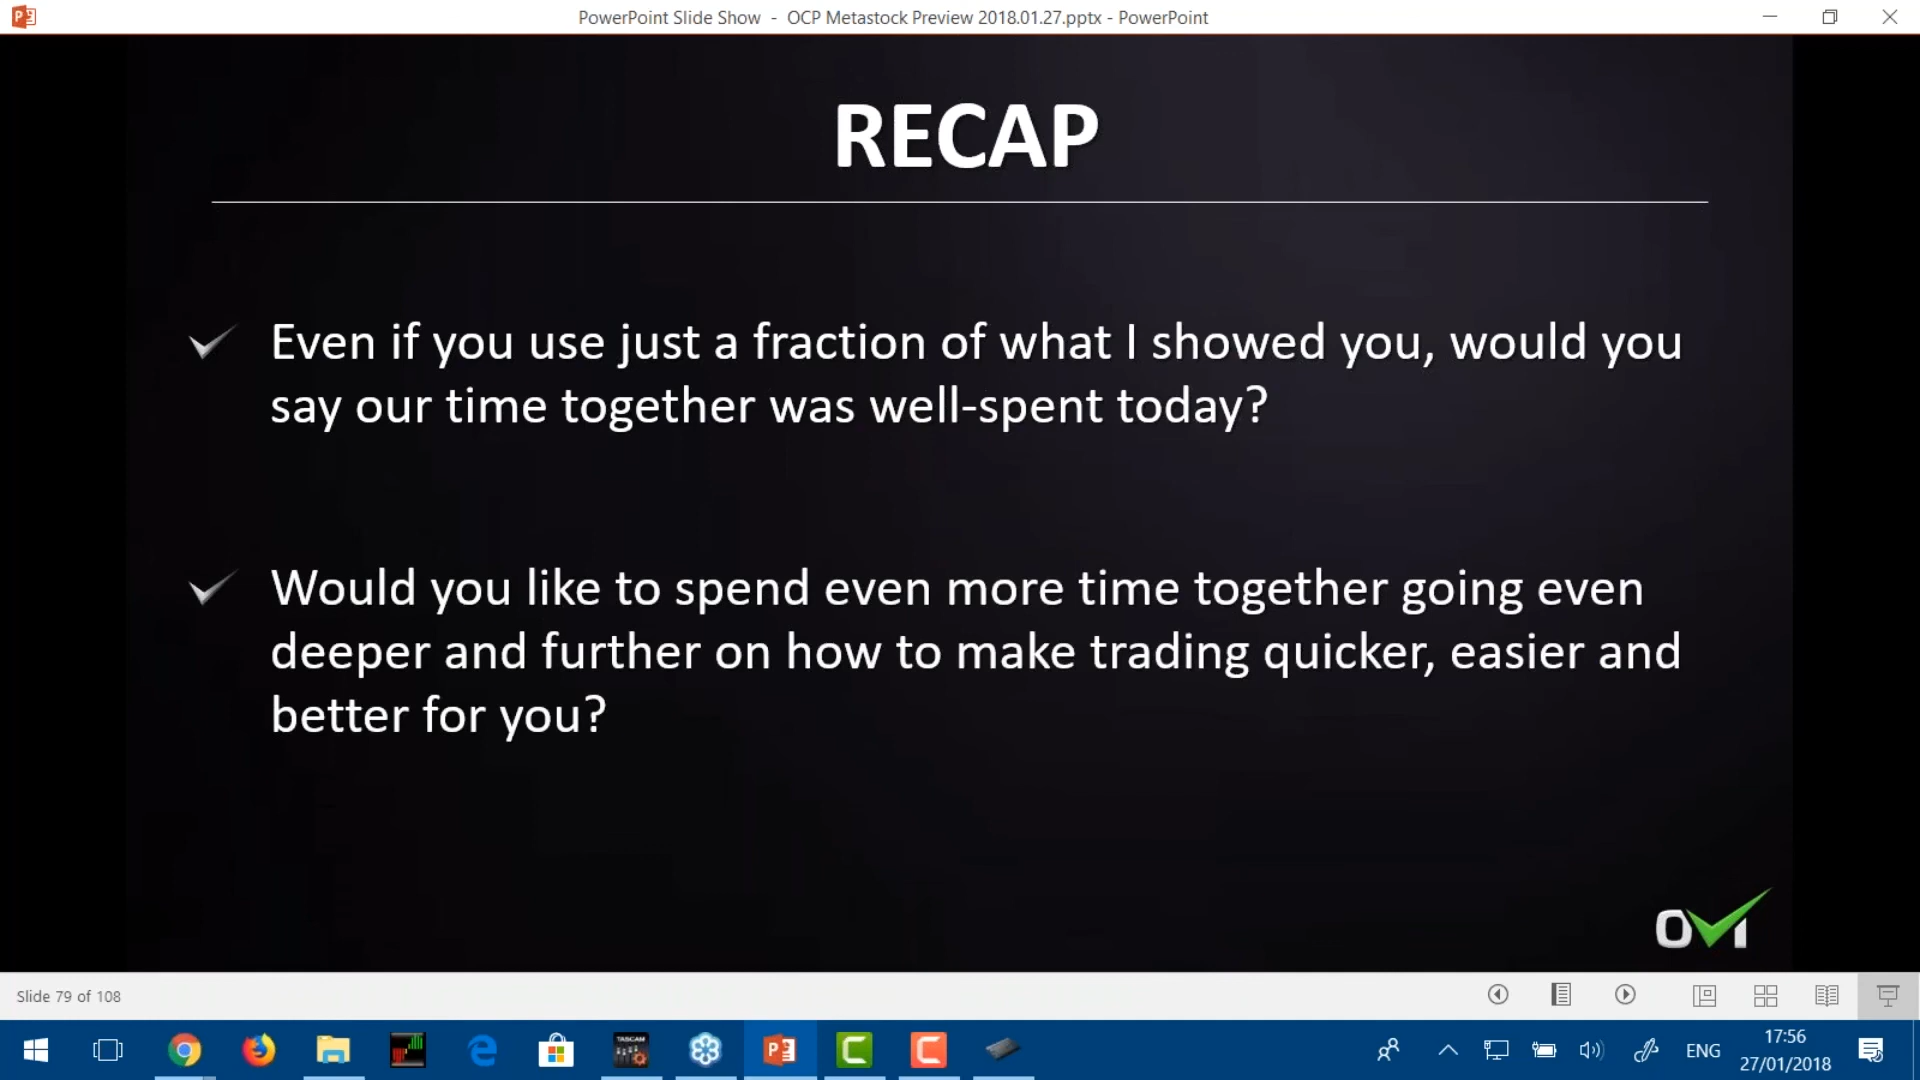 PowerPoint Slide Show - OCP Metastock Preview 2018.01.27.pptx - PowerPoint
RECAP
Even if you use just a fraction of what I showed you, would you
say our time together was well-spent today?
Would you like to spend even more time together going even
deeper and further on how to make trading quicker, easier and
better for you?
OVI
Slide 79 of 108
TASCAM
ENG
17:56
27/01/2018